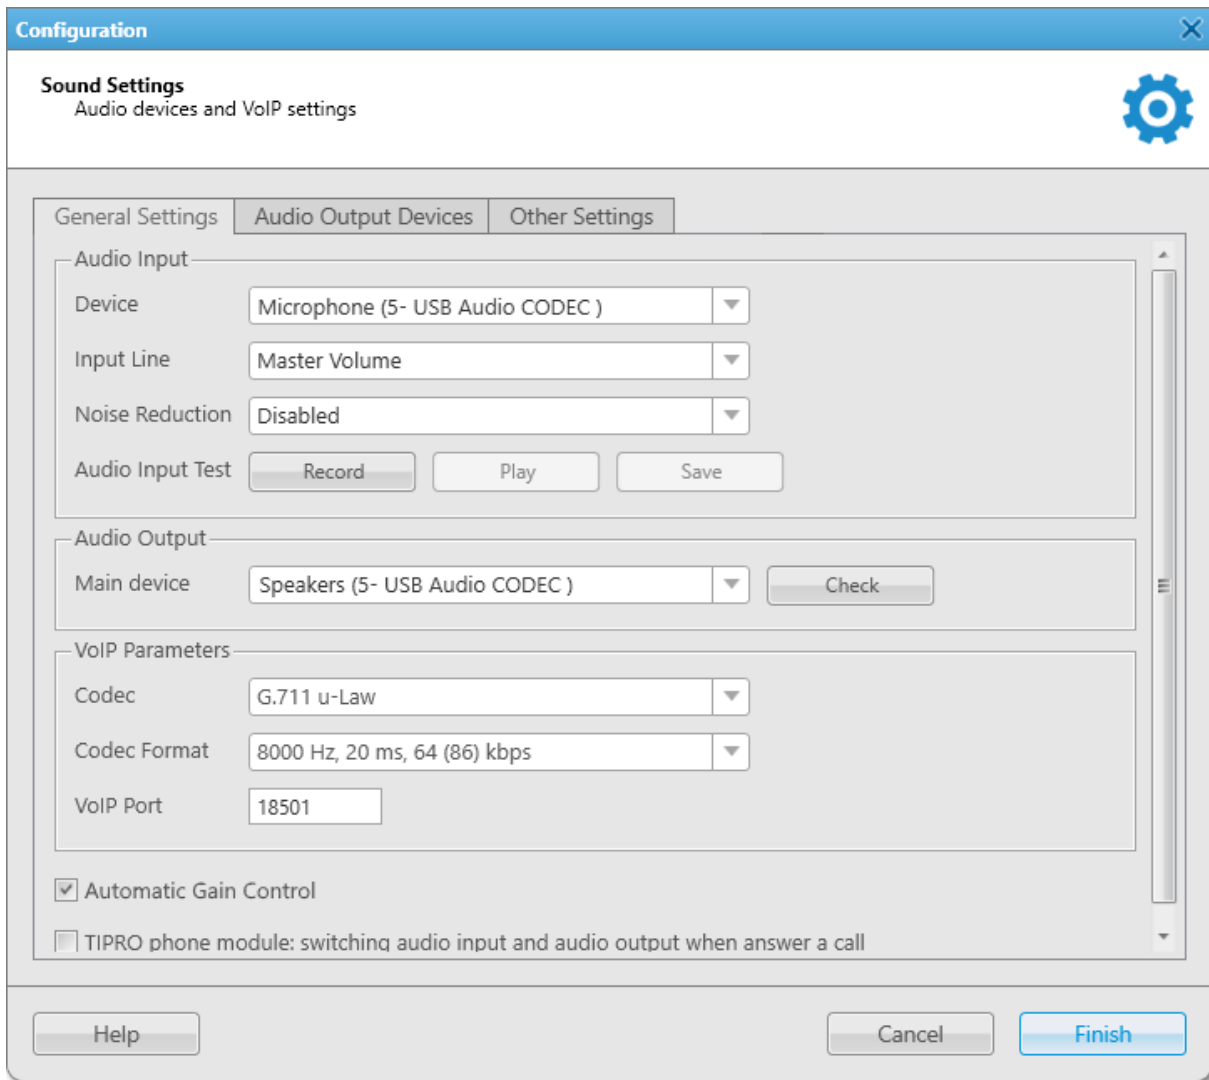 Configuration
Sound Settings
Audio devices and VoIP settings
General Settings
Audio Output Devices
Other Settings
Audio Input
Device
Microphone (5- USB Audio CODEC )
Input Line
Master Volume
Noise Reduction
Disabled
Audio Input Test
Record
Play
Save
Audio Output
Main device
Speakers (5- USB Audio CODEC )
Check
VoIP Parameters
Codec
G.711 u-Law
Codec Format
8000 Hz, 20 ms, 64 (86) kbps
VoIP Port
18501
Automatic Gain Control
TIPRO phone module: switching audio input and audio output when answer a call
Help
Cancel
Finish